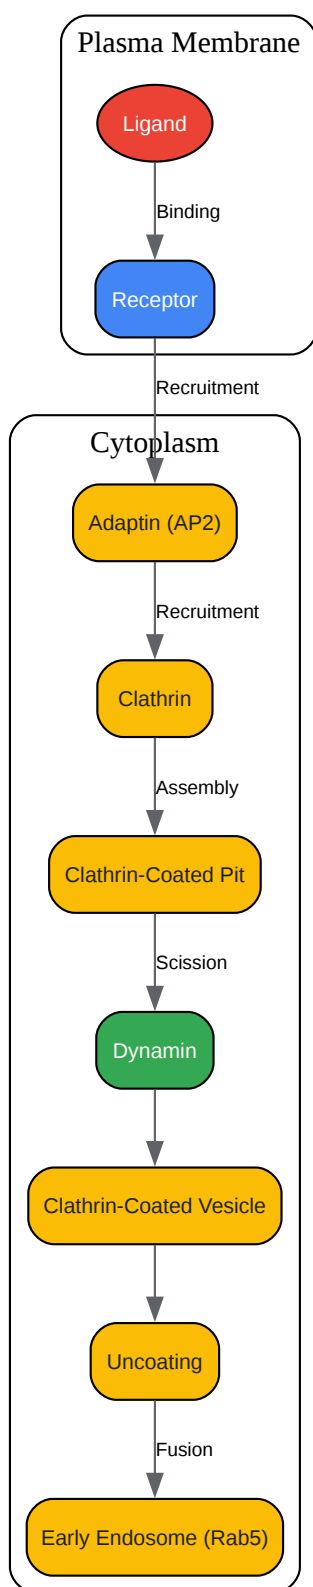 Plasma Membrane
Ligand
Binding
Receptor
Recruitment
Cytoplasm
Adaptin (AP2)
Recruitment
Clathrin
Assembly
Clathrin-Coated Pit
Scission
Dynamin
Clathrin-Coated Vesicle
Uncoating
Fusion
Early Endosome (Rab5)